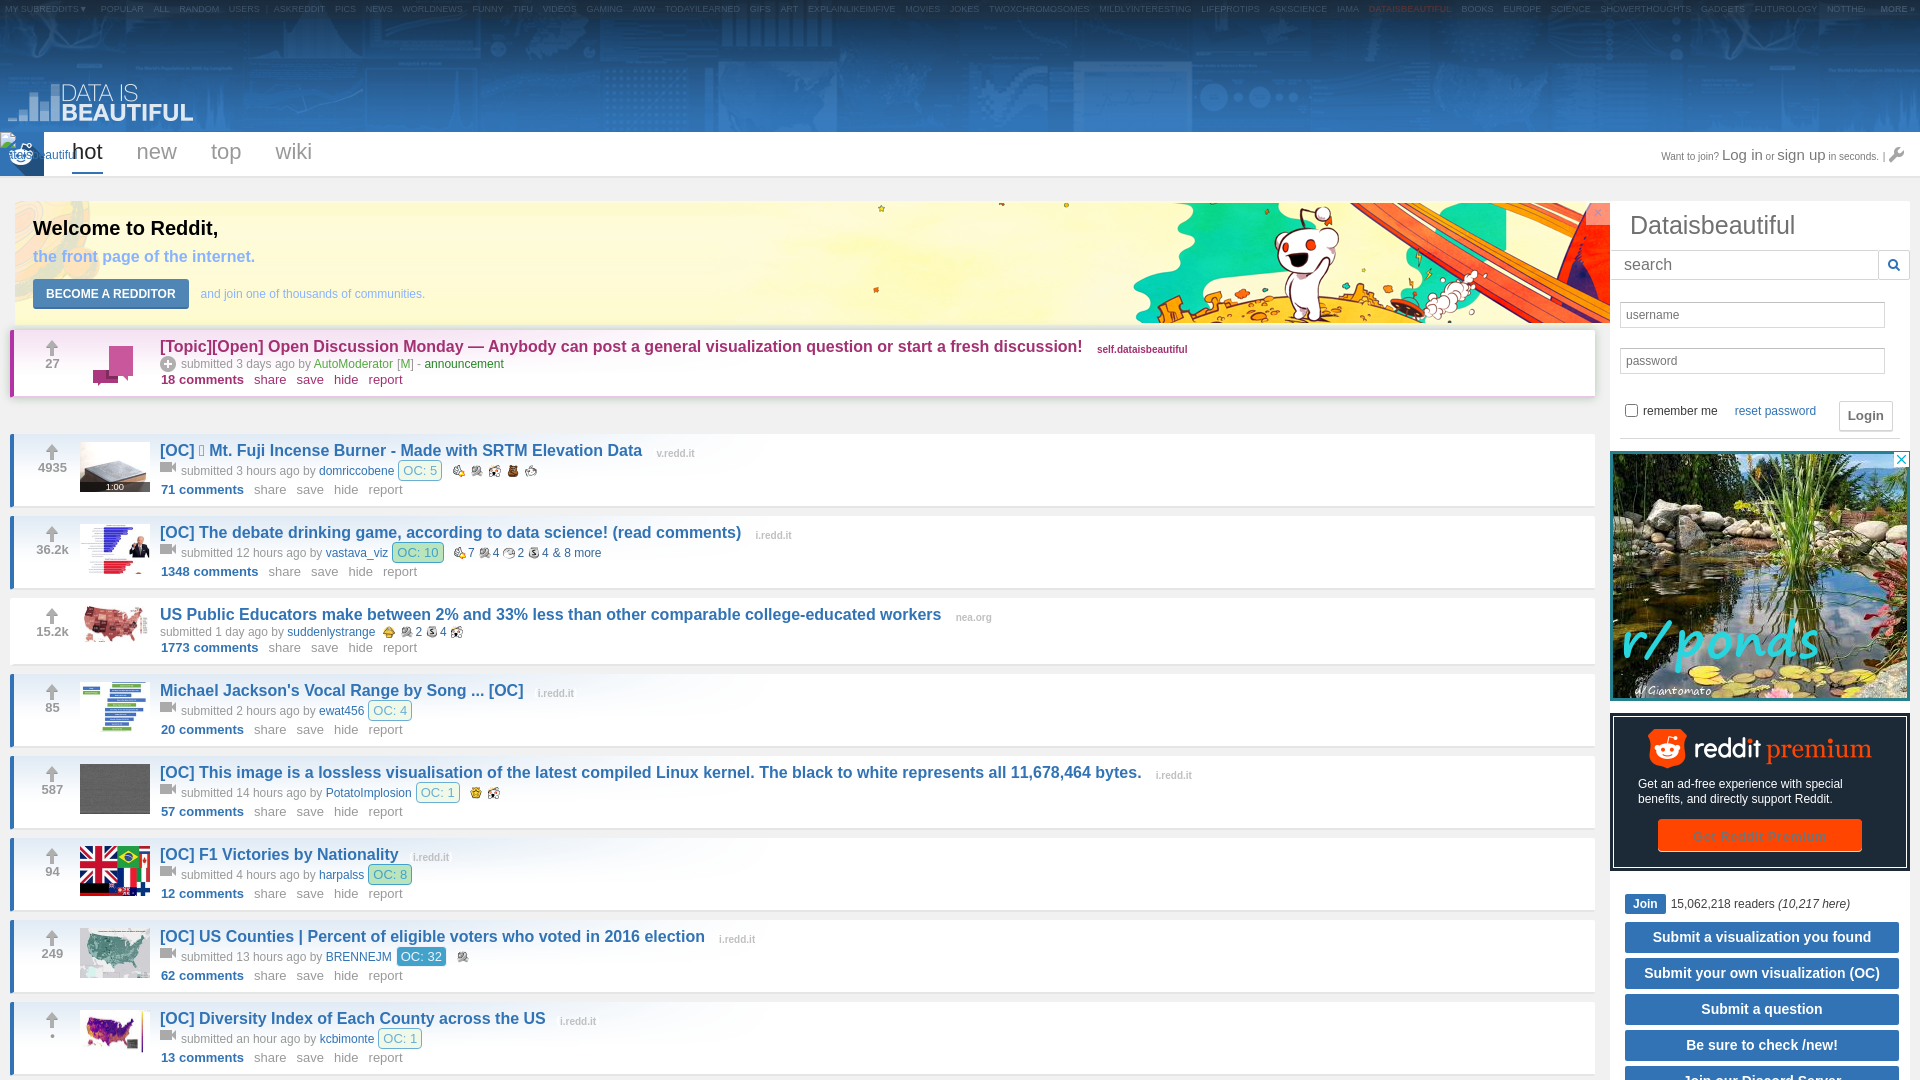 MY SUBREDDITS▼ POPULAR ALL RANDOM USERS | ASKREDDIT PICS NEWS WORLDNEWS FUNNY TIFU VIDEOS GAMING AWW TODAYILEARNED GIFS ART EXPLAINLIKEIMFIVE MOVIES JOKES TWOXCHROMOSOMES MILDLYINTERESTING LIFEPROTIPS ASKSCIENCE IAMA DATAISBEAUTIFUL BOOKS EUROPE SCIENCE SHOWERTHOUGHTS GADGETS FUTUROLOGY NOTTHE MORE »
DATA IS
BEAUTIFUL
hot new top wiki
Want to join? Log in or sign up in seconds. |
Welcome to Reddit,
the front page of the internet.
BECOME A REDDITOR and join one of thousands of communities.
×
[Topic][Open] Open Discussion Monday — Anybody can post a general visualization question or start a fresh discussion! self.dataisbeautiful
27
submitted 3 days ago by AutoModerator [M] - announcement
18 comments share save hide report
[OC] Mt. Fuji Incense Burner - Made with SRTM Elevation Data v.redd.it
4935
submitted 3 hours ago by domriccobene OC: 5
1:00
71 comments share save hide report
[OC] The debate drinking game, according to data science! (read comments) i.redd.it
36.2k
submitted 12 hours ago by vastava_viz OC: 10 7 4 2 4 & 8 more
1348 comments share save hide report
US Public Educators make between 2% and 33% less than other comparable college-educated workers nea.org
15.2k
submitted 1 day ago by suddenlystrange 2 4
1773 comments share save hide report
Michael Jackson's Vocal Range by Song ... [OC] i.redd.it
85
submitted 2 hours ago by ewat456 OC: 4
20 comments share save hide report
[OC] This image is a lossless visualisation of the latest compiled Linux kernel. The black to white represents all 11,678,464 bytes. i.redd.it
587
submitted 14 hours ago by PotatoImplosion OC: 1
57 comments share save hide report
[OC] F1 Victories by Nationality i.redd.it
94
submitted 4 hours ago by harpalss OC: 8
12 comments share save hide report
[OC] US Counties | Percent of eligible voters who voted in 2016 election i.redd.it
249
submitted 13 hours ago by BRENNEJM OC: 32
62 comments share save hide report
[OC] Diversity Index of Each County across the US i.redd.it
•
submitted an hour ago by kcbimonte OC: 1
13 comments share save hide report
Dataisbeautiful
search
username
password
remember me reset password Login
r/ponds
d/Giantomato
reddit premium
Get an ad-free experience with special
benefits, and directly support Reddit.
Get Reddit Premium
Join 15,062,218 readers (10,217 here)
Submit a visualization you found
Submit your own visualization (OC)
Submit a question
Be sure to check /new!
Join our Discord Server